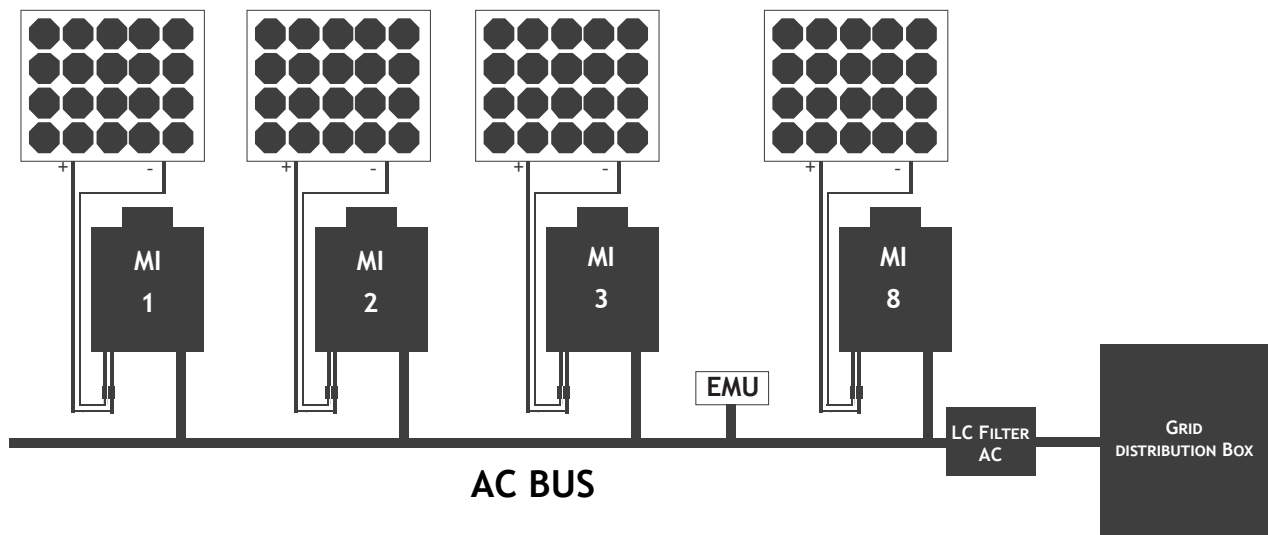 + -
+ -
+ -
+ -
MI
1
MI
2
MI
3
MI
8
EMU
LC FILTER
AC
GRID
DISTRIBUTION BOX
AC BUS